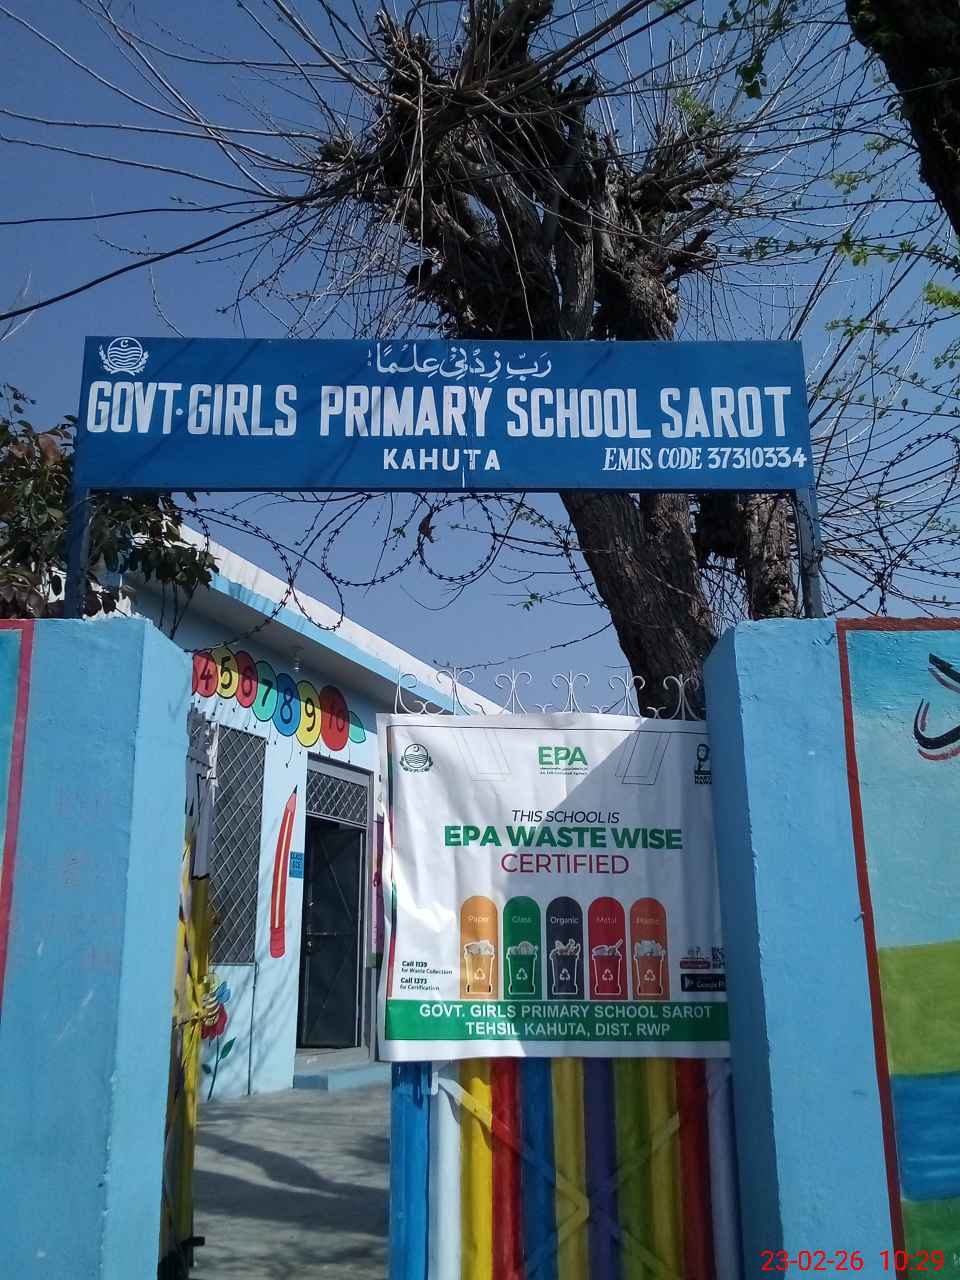 رَبِّ زِدْنِي عِلْمًا
GOVT. GIRLS PRIMARY SCHOOL SAROT
KAHUTA
EMIS CODE 37310334
4 5 6 7 8 9 10
EPA
THIS SCHOOL IS
EPA WASTE WISE
CERTIFIED
Paper Glass Organic Metal Plastic
Call 1139
for Waste Collection
Call 1373
for Certification
GOVT. GIRLS PRIMARY SCHOOL SAROT
TEHSIL KAHUTA, DIST. RWP
23-02-26 10:29